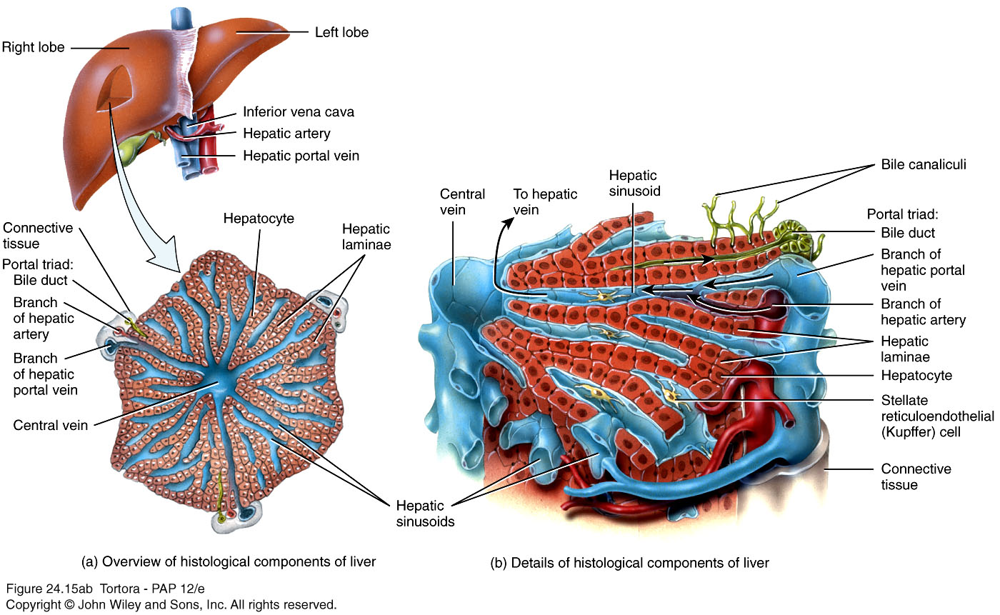 Right lobe
Left lobe
Inferior vena cava
Hepatic artery
Hepatic portal vein
Connective
tissue
Portal triad:
Bile duct
Branch
of hepatic
artery
Branch
of hepatic
portal vein
Central vein
Hepatocyte
Hepatic
laminae
Hepatic
sinusoids
(a) Overview of histological components of liver
Central
vein
To hepatic
vein
Hepatic
sinusoid
Bile canaliculi
Portal triad:
Bile duct
Branch of
hepatic portal
vein
Branch of
hepatic artery
Hepatic
laminae
Hepatocyte
Stellate
reticuloendothelial
(Kupffer) cell
Connective
tissue
(b) Details of histological components of liver
Figure 24.15ab Tortora - PAP 12/e
Copyright © John Wiley and Sons, Inc. All rights reserved.